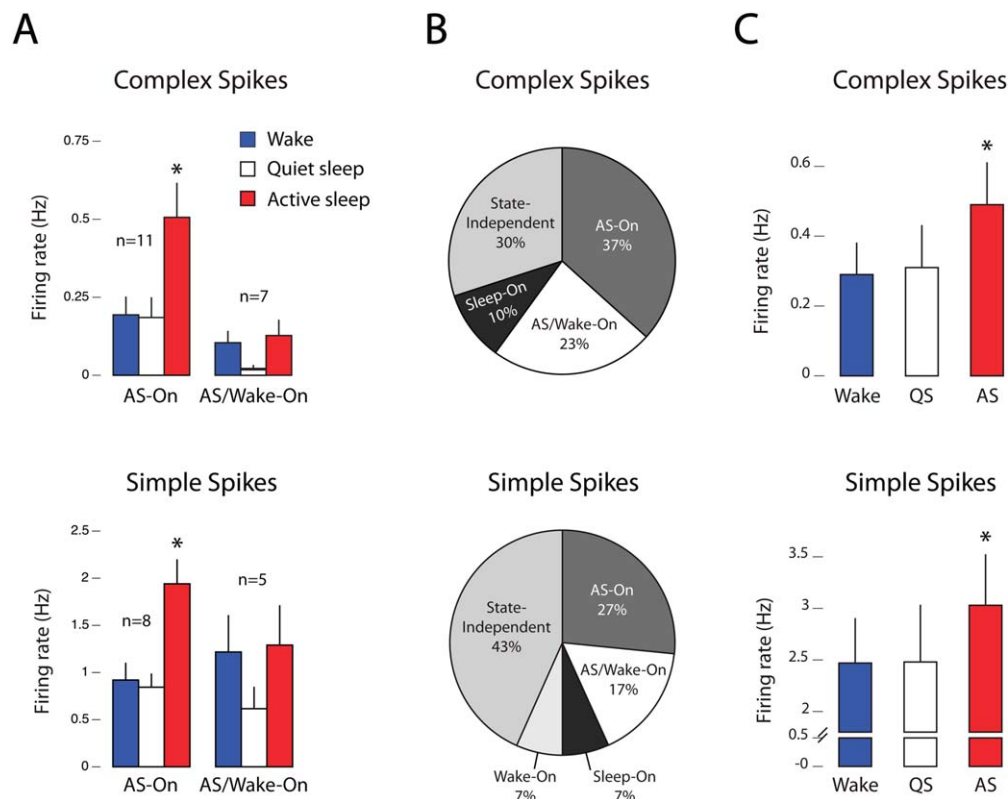 A
B
C
Complex Spikes
0.75
0.5
0.25
0
Firing rate (Hz)
Wake
Quiet sleep
Active sleep
*
n=11
n=7
AS-On
AS/Wake-On
Complex Spikes
State-
Independent
30%
AS-On
37%
Sleep-On
10%
AS/Wake-On
23%
Complex Spikes
0.6
0.4
0.2
0
Firing rate (Hz)
*
Wake
QS
AS
Simple Spikes
2.5
2
1.5
1
0.5
0
Firing rate (Hz)
*
n=8
n=5
AS-On
AS/Wake-On
Simple Spikes
State-
Independent
43%
AS-On
27%
AS/Wake-On
17%
Wake-On
7%
Sleep-On
7%
Simple Spikes
3.5
3
2.5
2
0.5
-0
Firing rate (Hz)
*
Wake
QS
AS